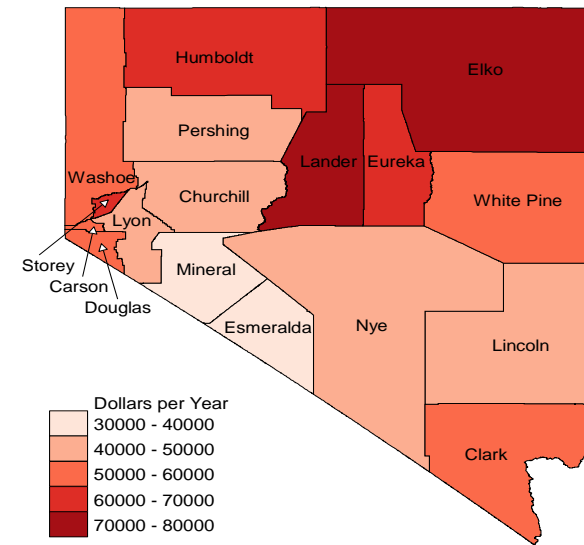 Humboldt
Elko
Pershing
Lander
Eureka
Washoe
Churchill
White Pine
Lyon
Storey
Carson
Douglas
Mineral
Esmeralda
Nye
Lincoln
Clark
Dollars per Year
30000 - 40000
40000 - 50000
50000 - 60000
60000 - 70000
70000 - 80000